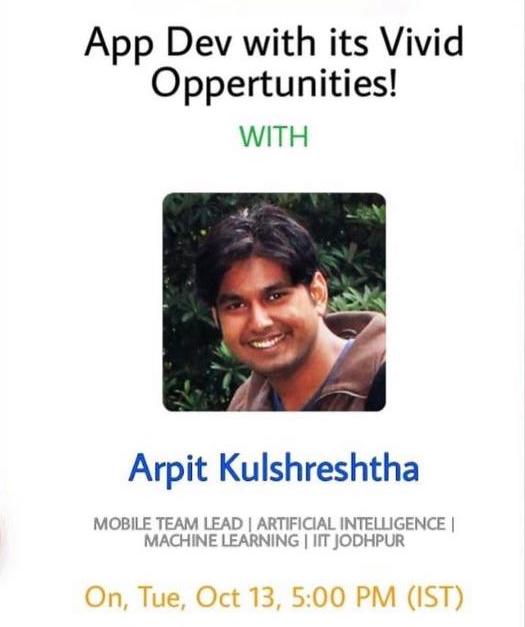 App Dev with its Vivid
Oppertunities!
WITH
Arpit Kulshreshtha
MOBILE TEAM LEAD | ARTIFICIAL INTELLIGENCE |
MACHINE LEARNING | IIT JODHPUR
On, Tue, Oct 13, 5:00 PM (IST)